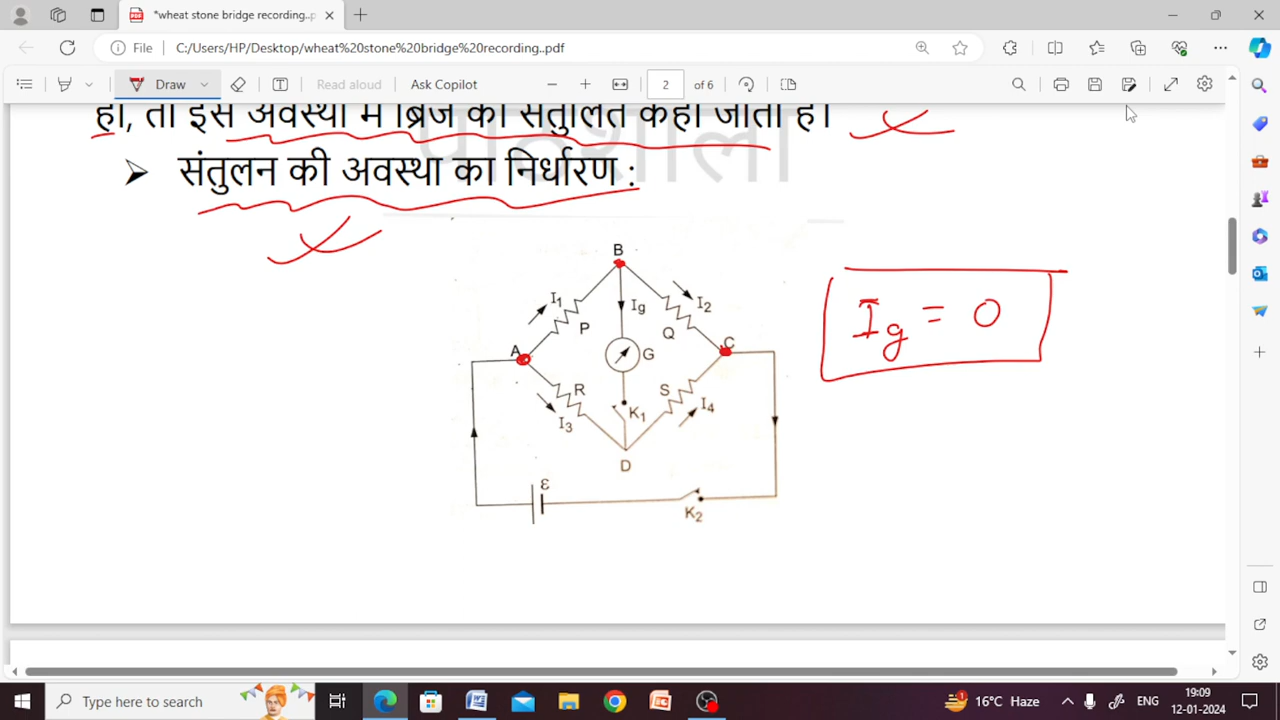 *wheat stone bridge recording..p
File C:/Users/HP/Desktop/wheat%20stone%20bridge%20recording..pdf
Draw Read aloud Ask Copilot 2 of 6
हो, तो इस अवस्था में ब्रिज को संतुलित कहा जाता है।
पाठशाला
➢ संतुलन की अवस्था का निर्धारण :
B
I1 Ig I2
P Q
A G C
R S
K1 I4
I3
D
ε
K2
Ig = 0
Type here to search
1 16°C Haze ENG 19:09
12-01-2024